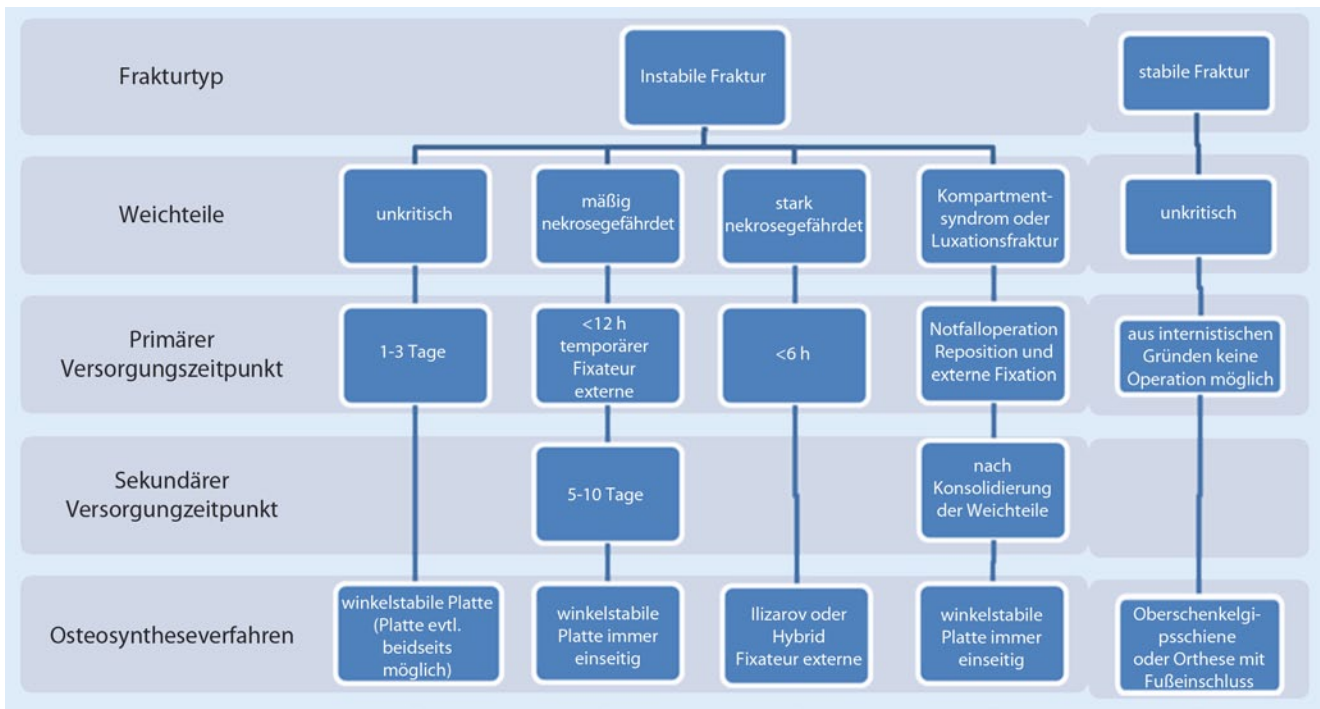 Frakturtyp
Instabile Fraktur
stabile Fraktur
Weichteile
unkritisch
mäßig
nekrosegefährdet
stark
nekrosegefährdet
Kompartment-
syndrom oder
Luxationsfraktur
unkritisch
Primärer
Versorgungszeitpunkt
1-3 Tage
<12 h
temporärer
Fixateur
externe
<6 h
Notfalloperation
Reposition und
externe Fixation
aus internistischen
Gründen keine
Operation möglich
Sekundärer
Versorgungzeitpunkt
5-10 Tage
nach
Konsolidierung
der Weichteile
Osteosyntheseverfahren
winkelstabile Platte
(Platte evtl.
beidseits
möglich)
winkelstabile
Platte immer
einseitig
Ilizarov oder
Hybrid
Fixateur externe
winkelstabile
Platte immer
einseitig
Oberschenkelgi-
psschiene
oder Orthese mit
Fußeinschluss